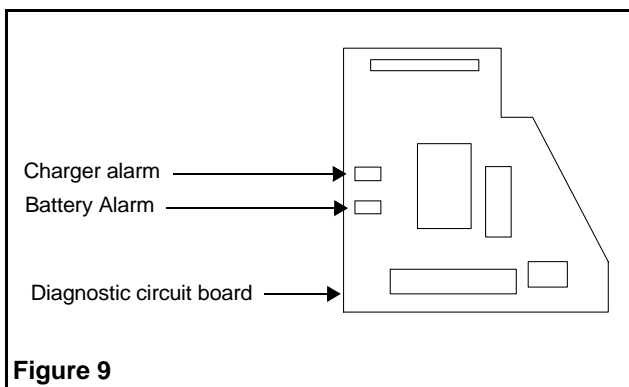 Charger alarm
Battery Alarm
Diagnostic circuit board
Figure 9